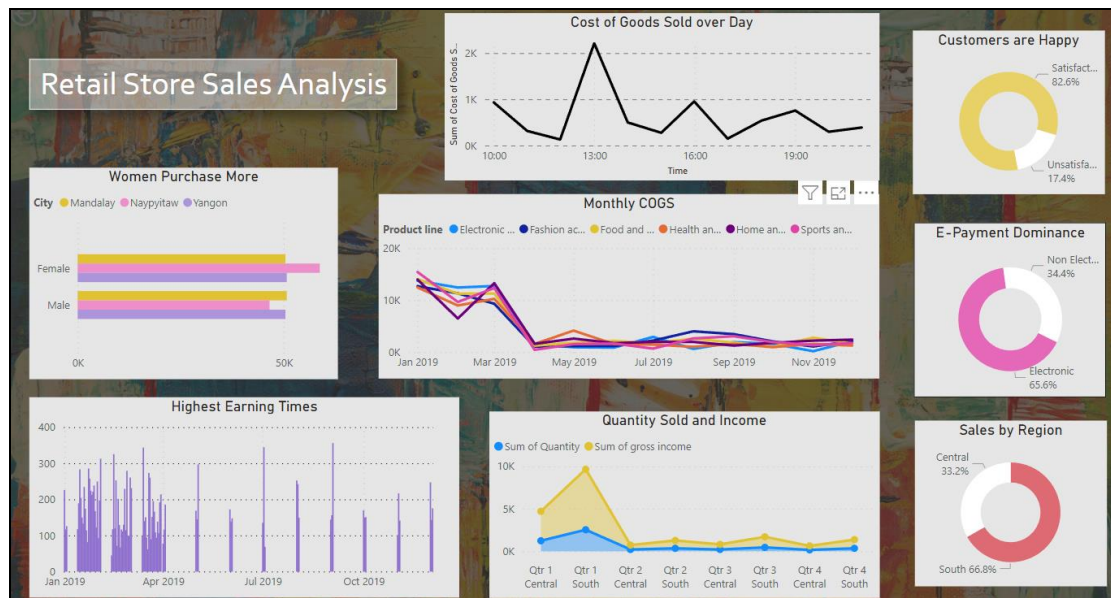 Retail Store Sales Analysis
Cost of Goods Sold over Day
Sum of Cost of Goods S..
2K
1K
0K
10:00 13:00 16:00 19:00
Time
Customers are Happy
Satisfact...
82.6%
Unsatisfa...
17.4%
Women Purchase More
City Mandalay Naypyitaw Yangon
Female
Male
0K 50K
Monthly COGS
Product line Electronic ... Fashion ac... Food and ... Health an... Home an... Sports an...
20K
10K
0K
Jan 2019 Mar 2019 May 2019 Jul 2019 Sep 2019 Nov 2019
E-Payment Dominance
Non Elect...
34.4%
Electronic
65.6%
Highest Earning Times
400
300
200
100
0
Jan 2019 Apr 2019 Jul 2019 Oct 2019
Quantity Sold and Income
Sum of Quantity Sum of gross income
10K
5K
0K
Qtr 1 Qtr 1 Qtr 2 Qtr 2 Qtr 3 Qtr 3 Qtr 4 Qtr 4
Central South Central South Central South Central South
Sales by Region
Central
33.2%
South 66.8%